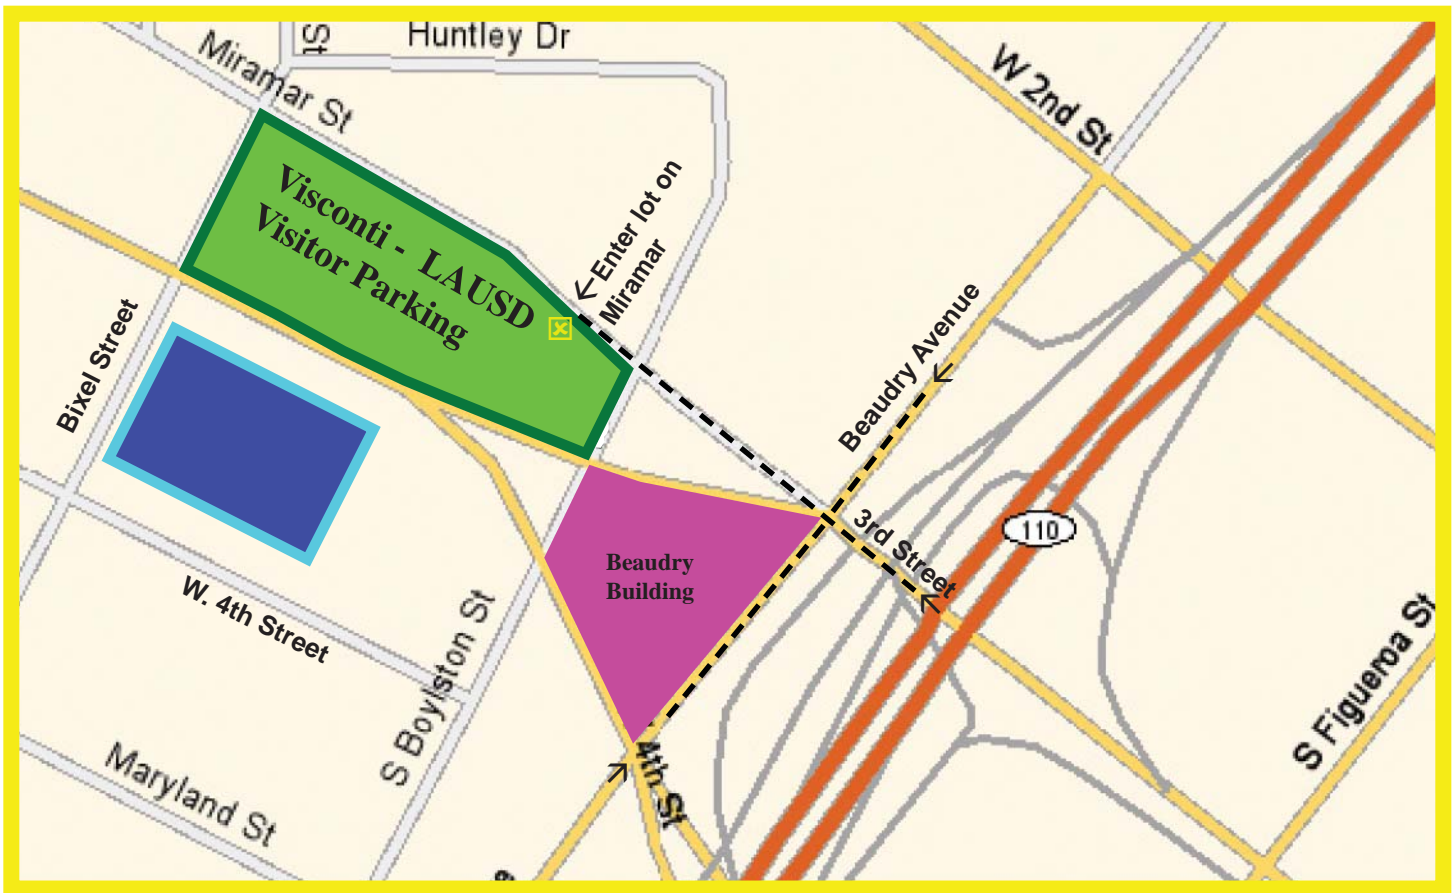 St
Huntley Dr
Miramar St
W 2nd St
Visconti - LAUSD
Visitor Parking
Enter lot on
Miramar
Bixel Street
Beaudry Avenue
3rd Street
110
Beaudry
Building
W. 4th Street
S Boylston St
4th St
S Figueroa St
Maryland St